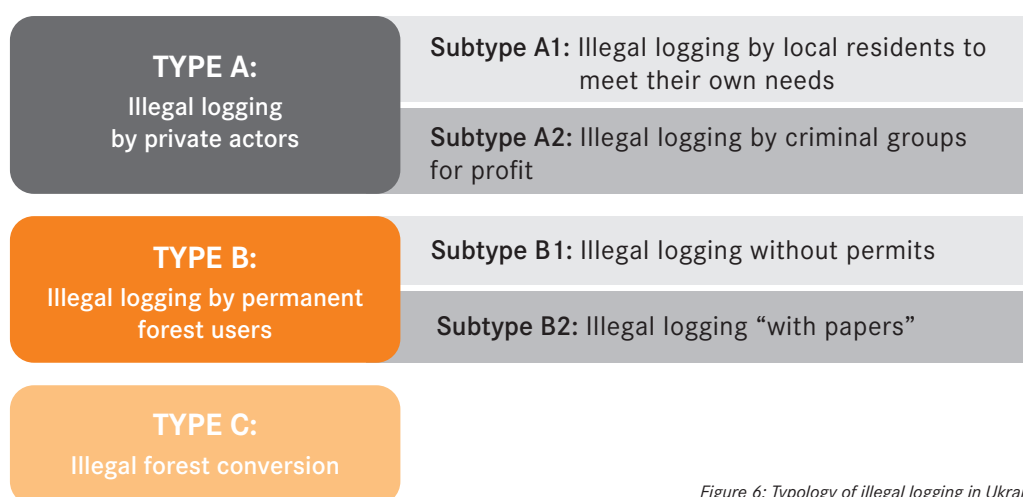 TYPE A:
Illegal logging
by private actors
Subtype A1: Illegal logging by local residents to
meet their own needs
Subtype A2: Illegal logging by criminal groups
for profit
TYPE B:
Illegal logging by permanent
forest users
Subtype B1: Illegal logging without permits
Subtype B2: Illegal logging “with papers”
TYPE C:
Illegal forest conversion
Figure 6: Typology of illegal logging in